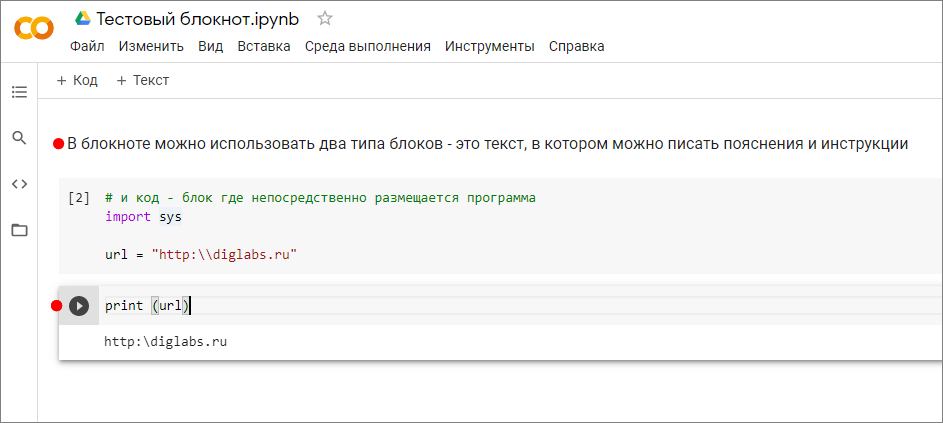 Тестовый блокнот.ipynb
Файл Изменить Вид Вставка Среда выполнения Инструменты Справка
+ Код + Текст
В блокноте можно использовать два типа блоков - это текст, в котором можно писать пояснения и инструкции
[2] # и код - блок где непосредственно размещается программа
import sys
url = "http:\\diglabs.ru"
print (url)
http:\diglabs.ru